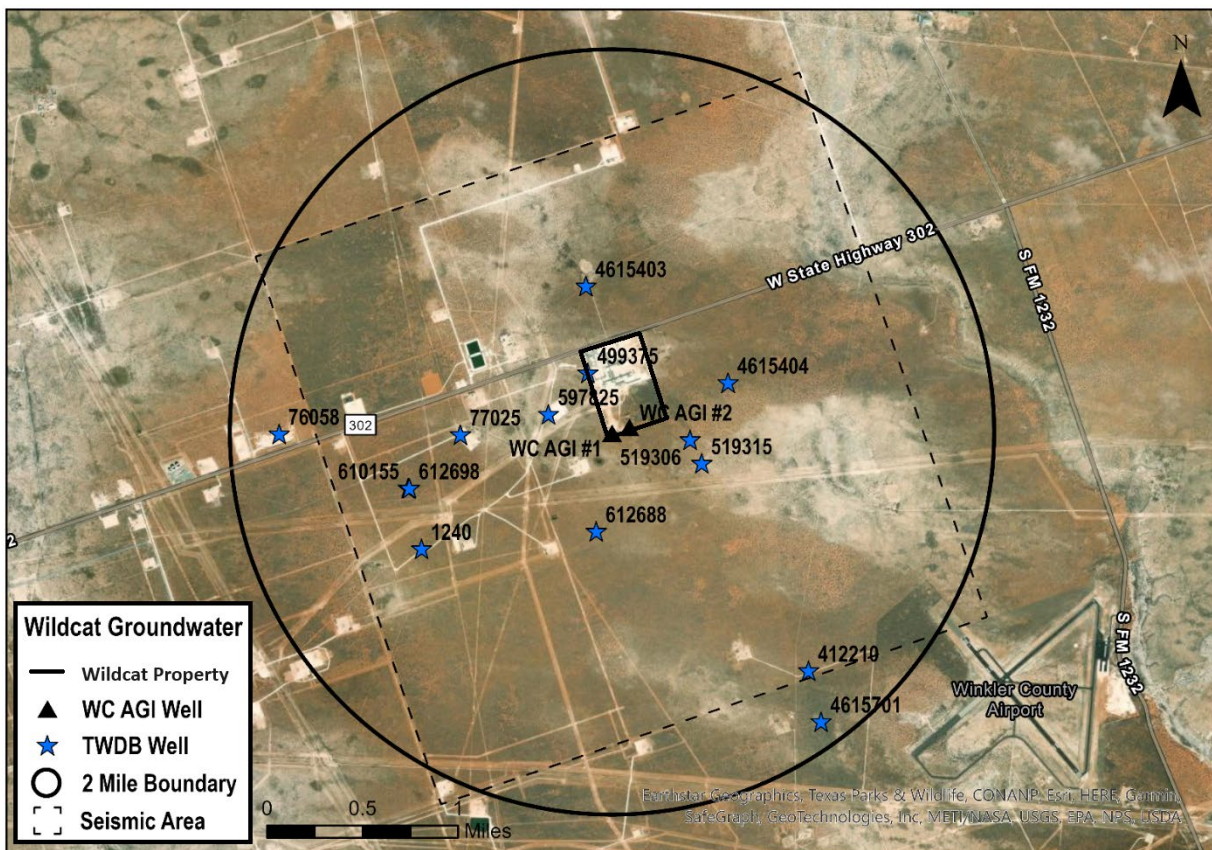 N
W State Highway 302
S FM 1232
4615403
499375
4615404
597825
WC AGI #2
76058
77025
302
WC AGI #1
519306
519315
610155
612698
612688
1240
2
412210
4615701
Winkler County
Airport
S FM 1232
Wildcat Groundwater
Wildcat Property
WC AGI Well
TWDB Well
2 Mile Boundary
Seismic Area
0
0.5
Miles
Earthstar Geographics, Texas Parks & Wildlife, CONANP, Esri, HERE, Garmin,
SafeGraph, GeoTechnologies, Inc, METI/NASA, USGS, EPA, NPS, USDA